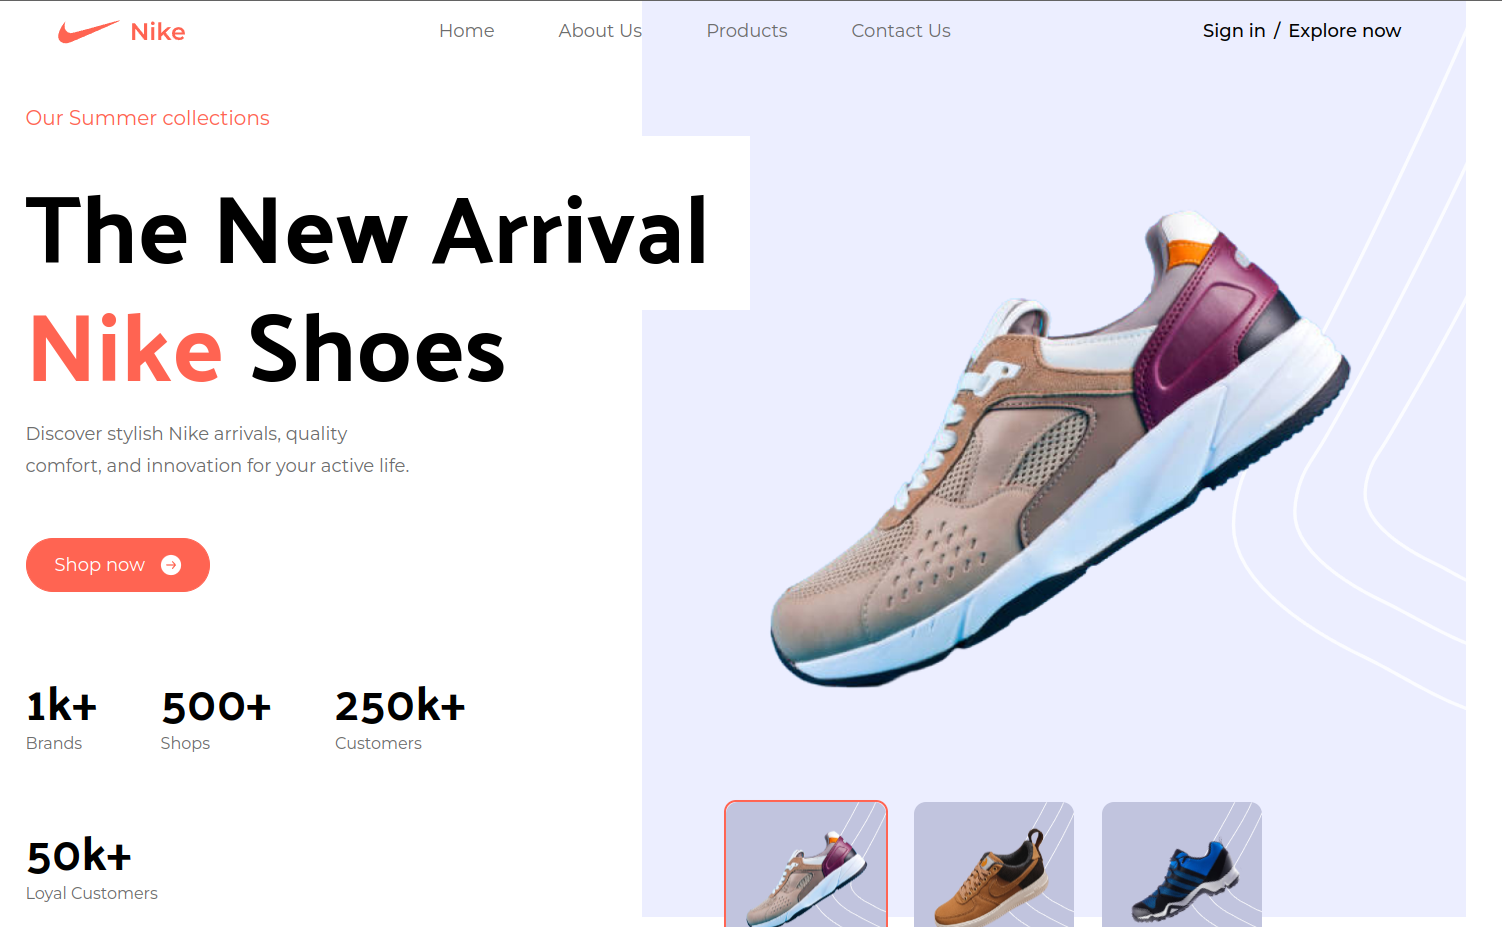 Nike
Home
About Us
Products
Contact Us
Sign in / Explore now
Our Summer collections
The New Arrival
Nike Shoes
Discover stylish Nike arrivals, quality
comfort, and innovation for your active life.
Shop now
1k+
Brands
500+
Shops
250k+
Customers
50k+
Loyal Customers